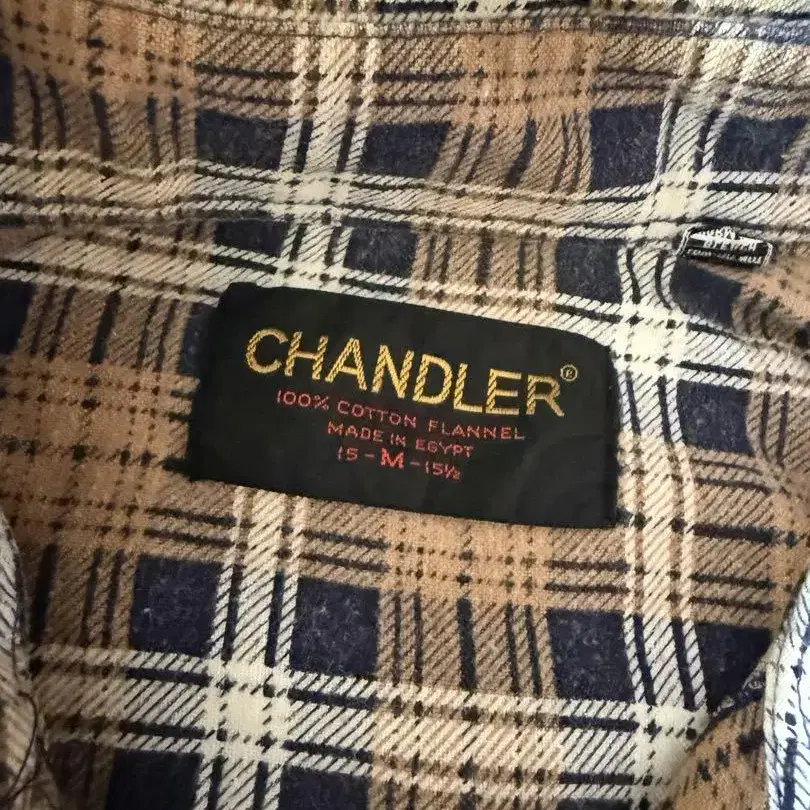 CHANDLER®
100% COTTON FLANNEL
MADE IN EGYPT
15-M-15½